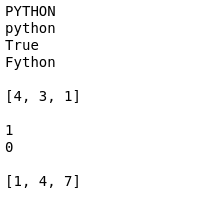 PYTHON
python
True
Fython
[4, 3, 1]
1
0
[1, 4, 7]